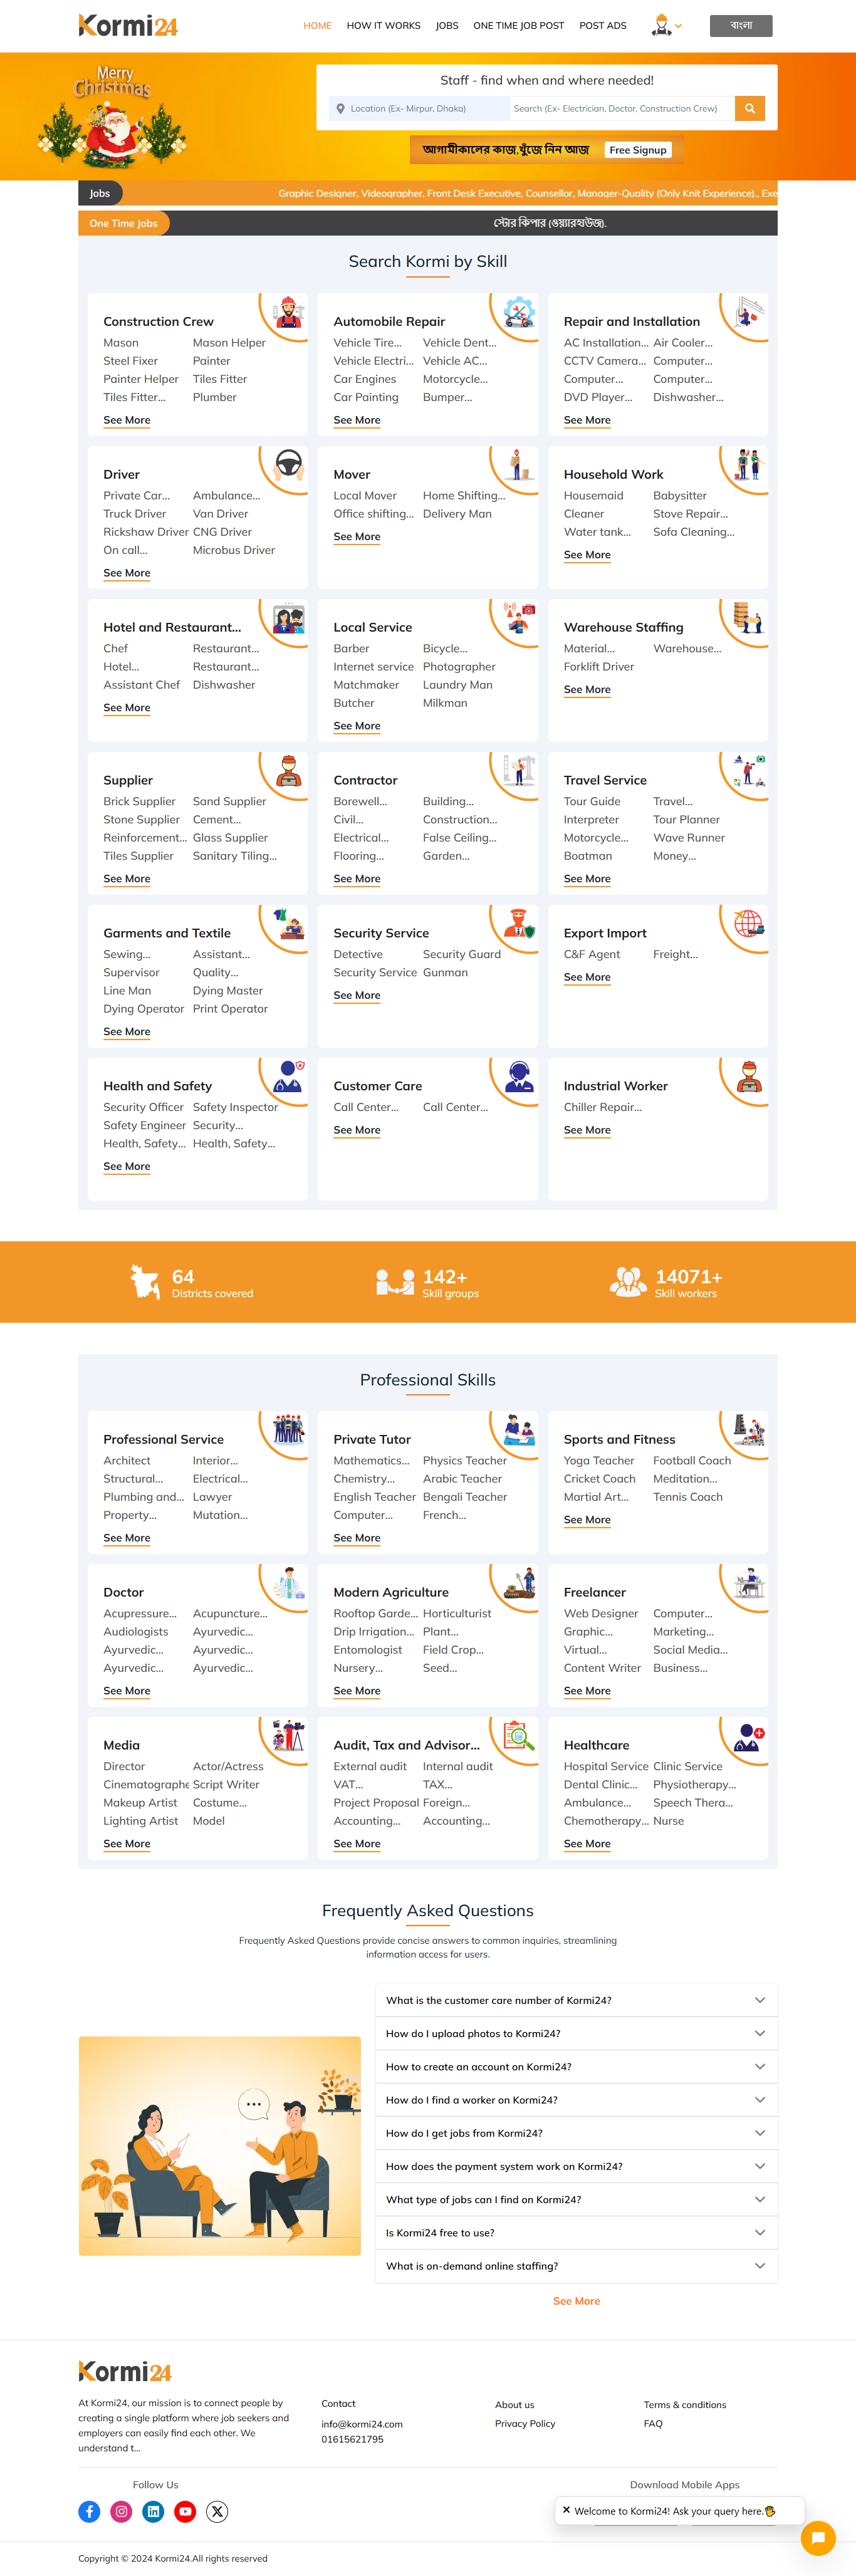 Kormi24
HOME HOW IT WORKS JOBS ONE TIME JOB POST POST ADS বাংলা
Merry
Christmas
Staff - find when and where needed!
Location (Ex- Mirpur, Dhaka) Search (Ex- Electrician, Doctor, Construction Crew)
আগামীকালের কাজ,খুঁজে নিন আজ Free Signup
Jobs Graphic Designer, Videographer, Front Desk Executive, Counsellor, Manager-Quality (Only Knit Experience)., Exe
One Time Jobs স্টোর কিপার (ওয়্যারহাউজ).
Search Kormi by Skill
Construction Crew
Mason Mason Helper
Steel Fixer Painter
Painter Helper Tiles Fitter
Tiles Fitter... Plumber
See More
Automobile Repair
Vehicle Tire... Vehicle Dent...
Vehicle Electri... Vehicle AC...
Car Engines Motorcycle...
Car Painting Bumper...
See More
Repair and Installation
AC Installation... Air Cooler...
CCTV Camera... Computer...
Computer... Computer...
DVD Player... Dishwasher...
See More
Driver
Private Car... Ambulance...
Truck Driver Van Driver
Rickshaw Driver CNG Driver
On call... Microbus Driver
See More
Mover
Local Mover Home Shifting...
Office shifting... Delivery Man
See More
Household Work
Housemaid Babysitter
Cleaner Stove Repair...
Water tank... Sofa Cleaning...
See More
Hotel and Restaurant...
Chef Restaurant...
Hotel... Restaurant...
Assistant Chef Dishwasher
See More
Local Service
Barber Bicycle...
Internet service Photographer
Matchmaker Laundry Man
Butcher Milkman
See More
Warehouse Staffing
Material... Warehouse...
Forklift Driver
See More
Supplier
Brick Supplier Sand Supplier
Stone Supplier Cement...
Reinforcement... Glass Supplier
Tiles Supplier Sanitary Tiling...
See More
Contractor
Borewell... Building...
Civil... Construction...
Electrical... False Ceiling...
Flooring... Garden...
See More
Travel Service
Tour Guide Travel...
Interpreter Tour Planner
Motorcycle... Wave Runner
Boatman Money...
See More
Garments and Textile
Sewing... Assistant...
Supervisor Quality...
Line Man Dying Master
Dying Operator Print Operator
See More
Security Service
Detective Security Guard
Security Service Gunman
See More
Export Import
C&F Agent Freight...
See More
Health and Safety
Security Officer Safety Inspector
Safety Engineer Security...
Health, Safety... Health, Safety...
See More
Customer Care
Call Center... Call Center...
See More
Industrial Worker
Chiller Repair...
See More
64
Districts covered
142+
Skill groups
14071+
Skill workers
Professional Skills
Professional Service
Architect Interior...
Structural... Electrical...
Plumbing and... Lawyer
Property... Mutation...
See More
Private Tutor
Mathematics... Physics Teacher
Chemistry... Arabic Teacher
English Teacher Bengali Teacher
Computer... French...
See More
Sports and Fitness
Yoga Teacher Football Coach
Cricket Coach Meditation...
Martial Art... Tennis Coach
See More
Doctor
Acupressure... Acupuncture...
Audiologists Ayurvedic...
Ayurvedic... Ayurvedic...
Ayurvedic... Ayurvedic...
See More
Modern Agriculture
Rooftop Garde... Horticulturist
Drip Irrigation... Plant...
Entomologist Field Crop...
Nursery... Seed...
See More
Freelancer
Web Designer Computer...
Graphic... Marketing...
Virtual... Social Media...
Content Writer Business...
See More
Media
Director Actor/Actress
Cinematographe Script Writer
Makeup Artist Costume...
Lighting Artist Model
See More
Audit, Tax and Advisor...
External audit Internal audit
VAT... TAX...
Project Proposal Foreign...
Accounting... Accounting...
See More
Healthcare
Hospital Service Clinic Service
Dental Clinic... Physiotherapy...
Ambulance... Speech Thera...
Chemotherapy... Nurse
See More
Frequently Asked Questions
Frequently Asked Questions provide concise answers to common inquiries, streamlining
information access for users.
What is the customer care number of Kormi24?
How do I upload photos to Kormi24?
How to create an account on Kormi24?
How do I find a worker on Kormi24?
How do I get jobs from Kormi24?
How does the payment system work on Kormi24?
What type of jobs can I find on Kormi24?
Is Kormi24 free to use?
What is on-demand online staffing?
See More
Kormi24
At Kormi24, our mission is to connect people by
creating a single platform where job seekers and
employers can easily find each other. We
understand t...
Contact
info@kormi24.com
01615621795
About us
Privacy Policy
Terms & conditions
FAQ
Follow Us
Download Mobile Apps
Welcome to Kormi24! Ask your query here.
Copyright © 2024 Kormi24.All rights reserved